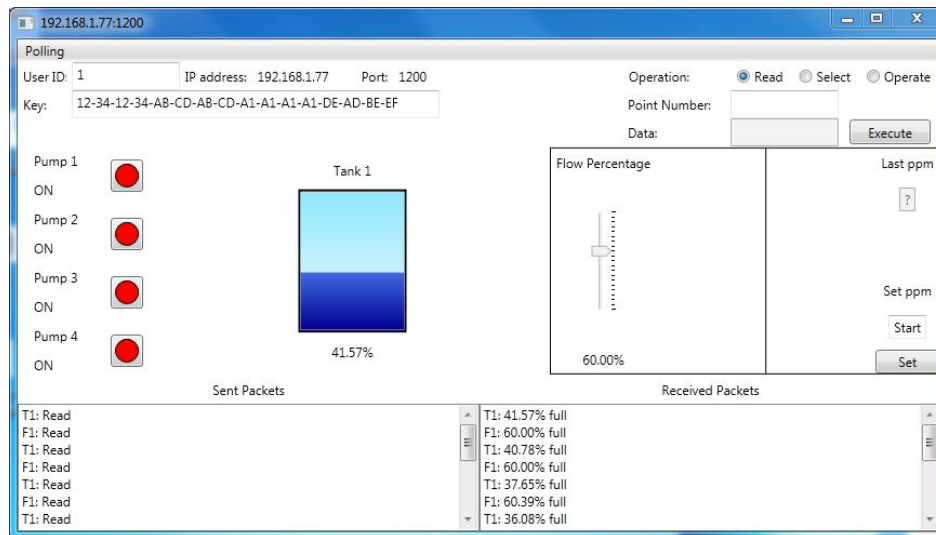 192.168.1.77:1200
Polling
User ID: 1 IP address: 192.168.1.77 Port: 1200 Operation: Read Select Operate
Key: 12-34-12-34-AB-CD-AB-CD-A1-A1-A1-A1-DE-AD-BE-EF Point Number:
Data: Execute
Pump 1
ON
Pump 2
ON
Pump 3
ON
Pump 4
ON
Tank 1
41.57%
Flow Percentage
60.00%
Last ppm
?
Set ppm
Start
Set
Sent Packets
T1: Read
F1: Read
T1: Read
F1: Read
T1: Read
F1: Read
T1: Read
Received Packets
T1: 41.57% full
F1: 60.00% full
T1: 40.78% full
F1: 60.00% full
T1: 37.65% full
F1: 60.39% full
T1: 36.08% full